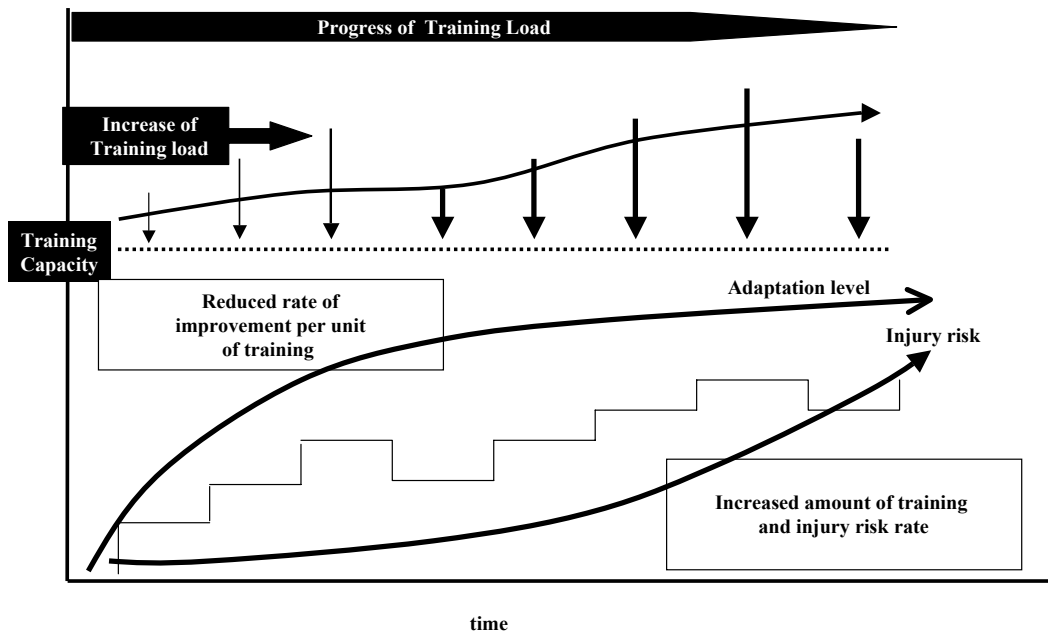 Progress of Training Load
Increase of
Training load
Training
Capacity
Reduced rate of
improvement per unit
of training
Adaptation level
Injury risk
Increased amount of training
and injury risk rate
time